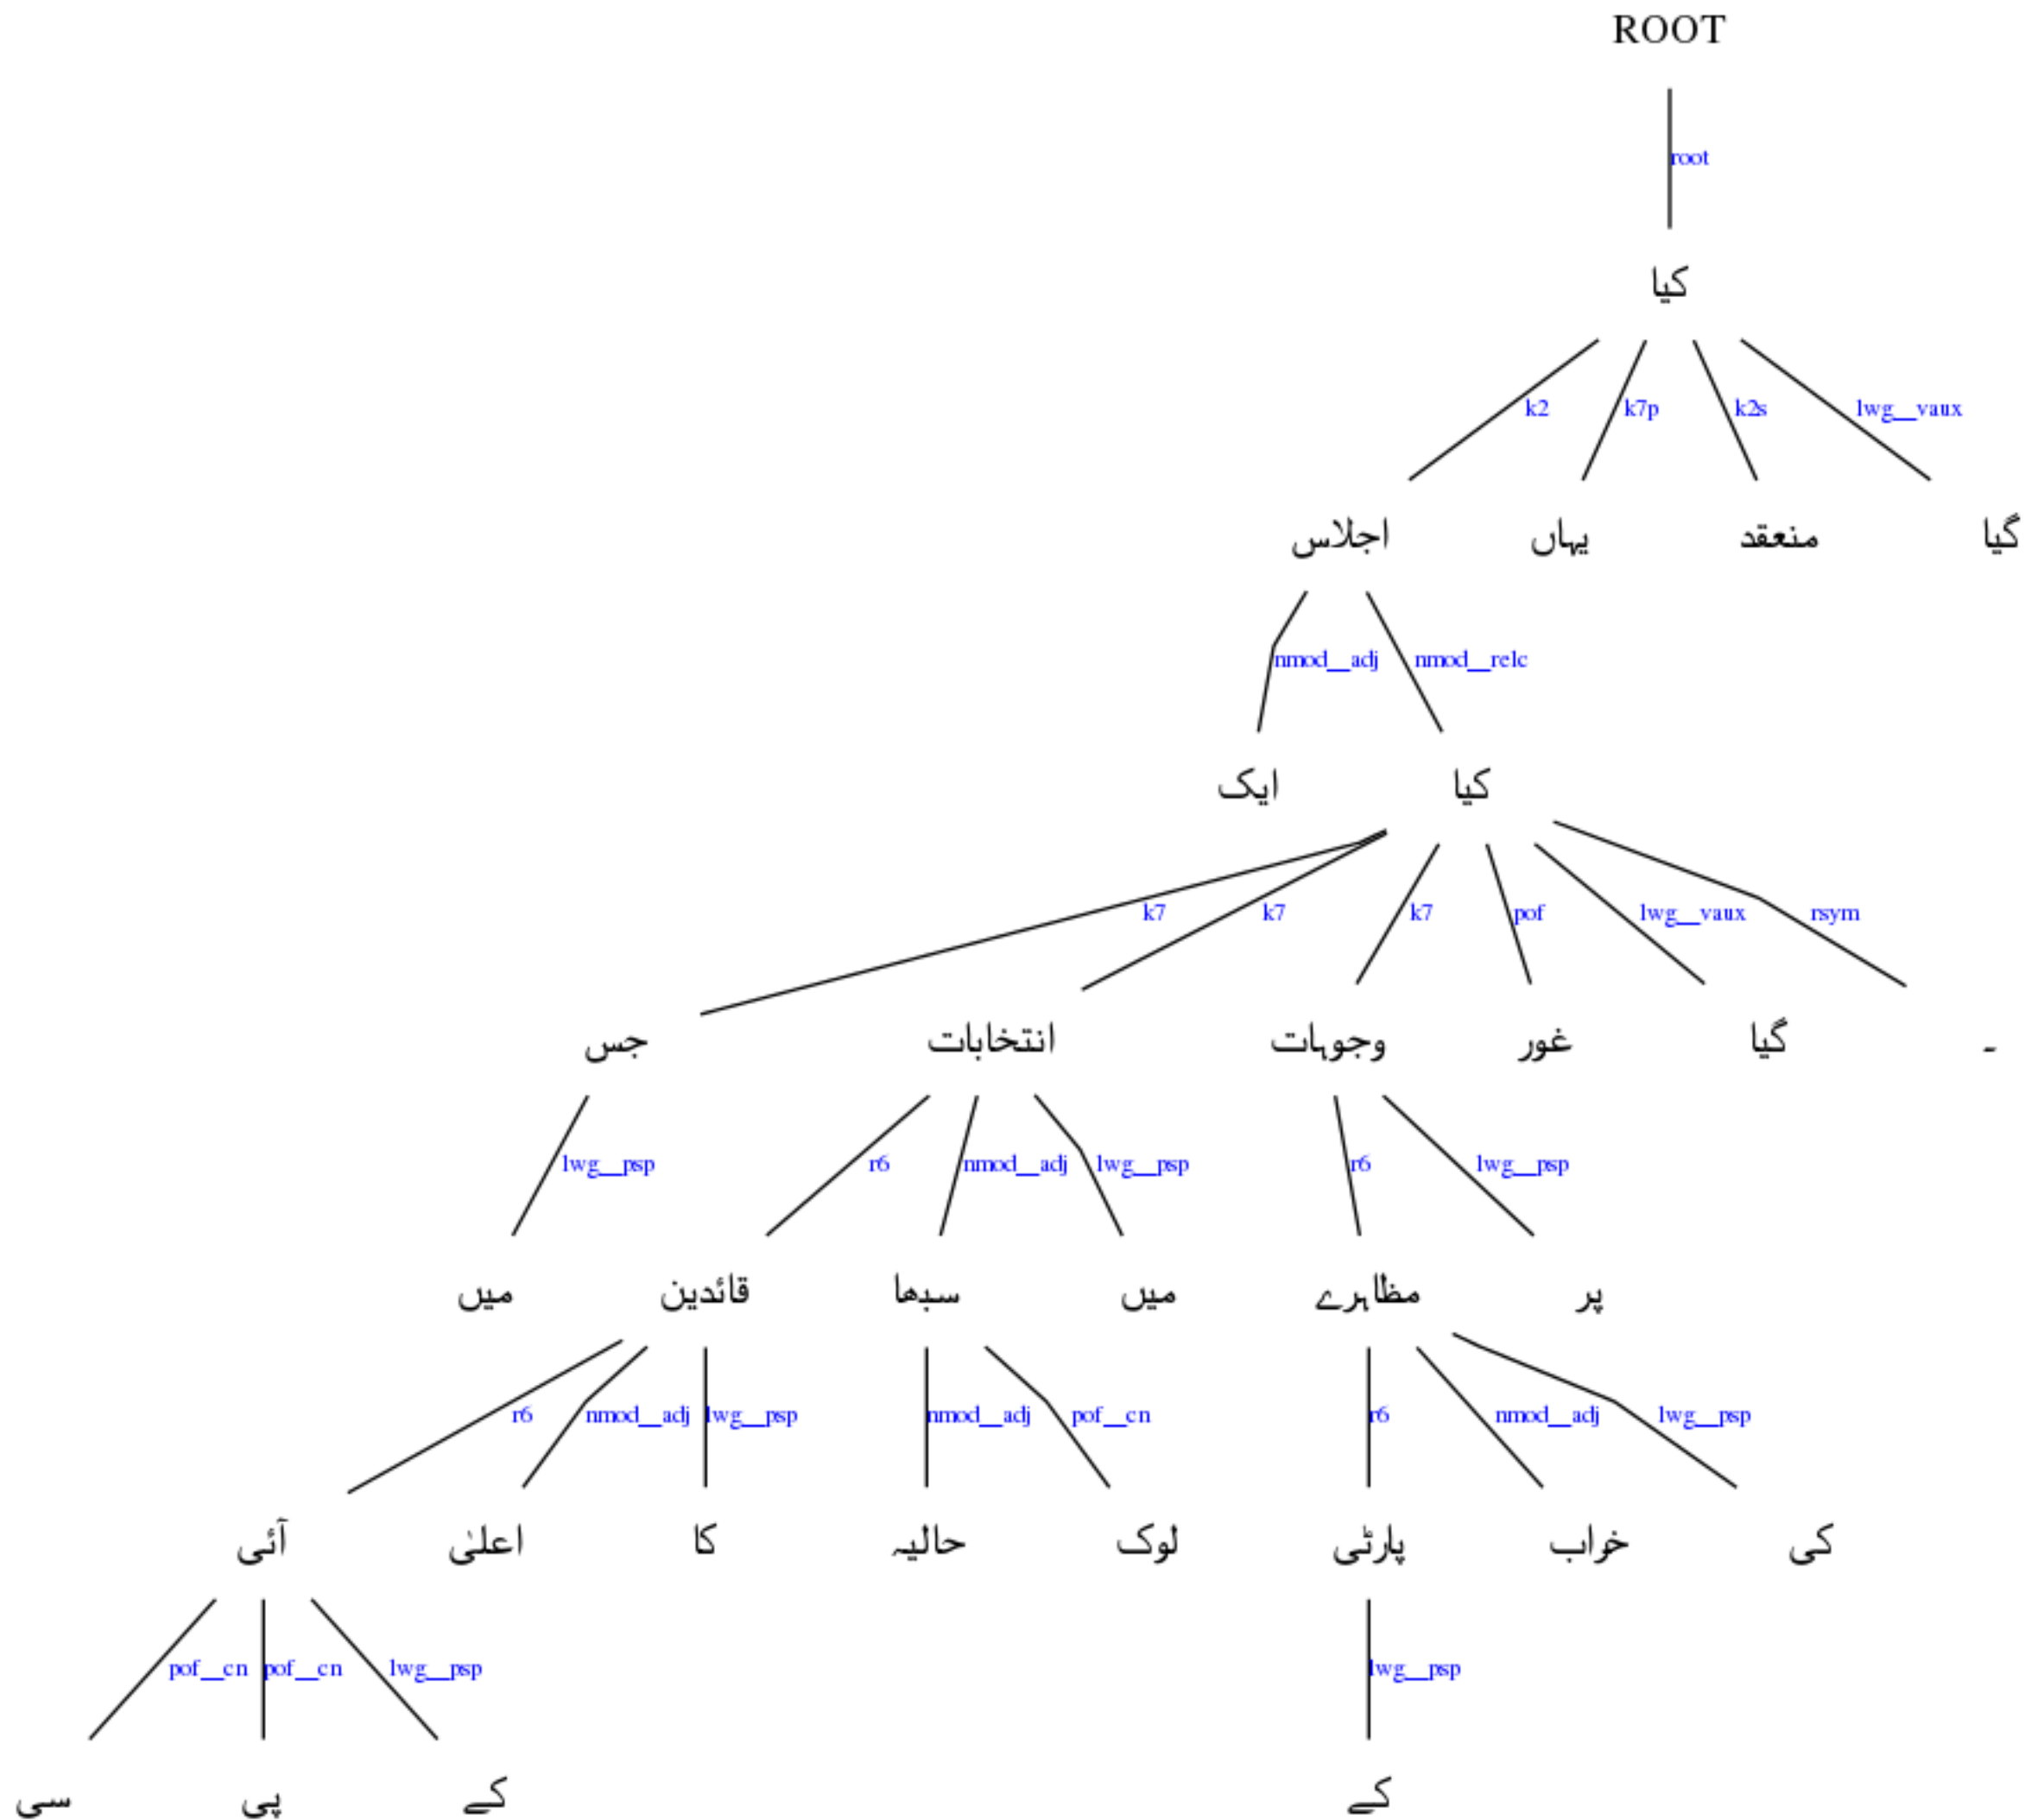 ROOT
root
کیا
k2 k7p k2s lwg__vaux
اجلاس یہاں منعقد گیا
nmod__adj nmod__relc
ایک کیا
k7 k7 k7 pof lwg__vaux rsym
جس انتخابات وجوہات غور گیا ۔
lwg__psp r6 nmod__adj lwg__psp r6 lwg__psp
میں قائدین سبھا میں مظاہرے پر
r6 nmod__adj lwg__psp nmod__adj pof__cn r6 nmod__adj lwg__psp
آئی اعلیٰ کا حالیہ لوک پارٹی خراب کی
pof__cn pof__cn lwg__psp lwg__psp
سی پی کے کے